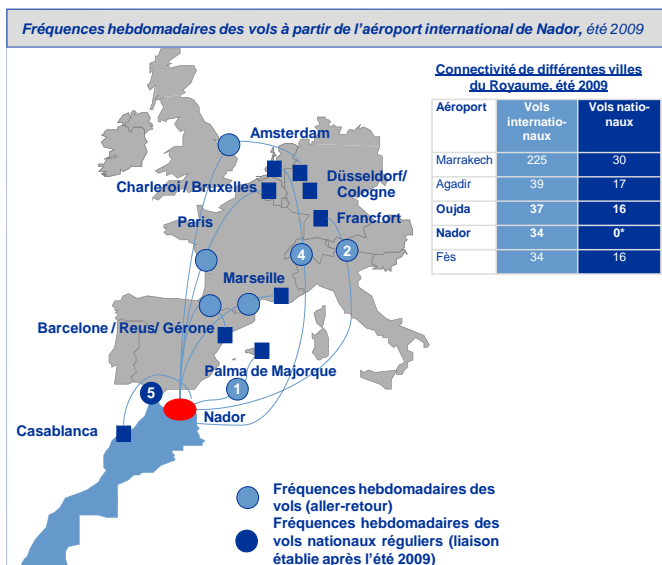 Fréquences hebdomadaires des vols à partir de l'aéroport international de Nador, été 2009
Connectivité de différentes villes
du Royaume, été 2009
Aéroport
Vols
internatio-
naux
Vols natio-
naux
Marrakech 225 30
Agadir 39 17
Oujda 37 16
Nador 34 0*
Fès 34 16
Amsterdam
Charleroi / Bruxelles
Düsseldorf/
Cologne
Paris
Francfort
4
2
Marseille
Barcelone / Reus/ Gérone
Palma de Majorque
1
5
Nador
Casablanca
Fréquences hebdomadaires des
vols (aller-retour)
Fréquences hebdomadaires des
vols nationaux réguliers (liaison
établie après l'été 2009)